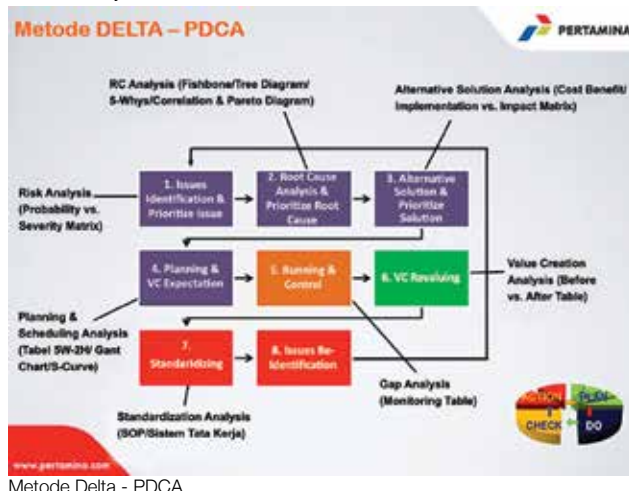 Metode DELTA – PDCA
PERTAMINA
RC Analysis (Fishbone/Tree Diagram/
5-Whys/Correlation & Pareto Diagram)
Alternative Solution Analysis (Cost Benefit/
Implementation vs. Impact Matrix)
Risk Analysis
(Probability vs.
Severity Matrix)
1. Issues
Identification &
Prioritize Issue
2. Root Cause
Analysis &
Prioritize Root
Cause
3. Alternative
Solution &
Prioritize
Solution
4. Planning &
VC Expectation
5. Running &
Control
6. VC Revaluing
Value Creation
Analysis (Before
vs. After Table)
Planning &
Scheduling Analysis
(Tabel 5W-2H/ Gant
Chart/S-Curve)
7.
Standardizing
8. Issues Re-
Identification
Gap Analysis
(Monitoring Table)
Standardization Analysis
(SOP/Sistem Tata Kerja)
ACTION
PLAN
CHECK
DO
www.pertamina.com
Metode Delta - PDCA